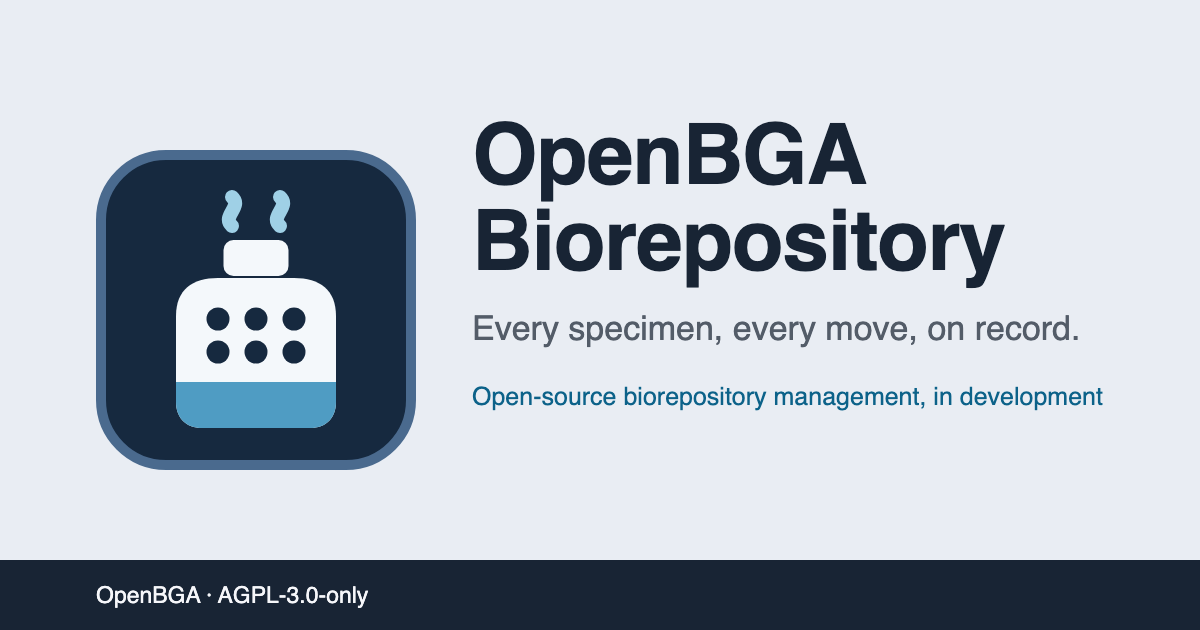 OpenBGA
Biorepository
Every specimen, every move, on record.
Open-source biorepository management, in development
OpenBGA · AGPL-3.0-only